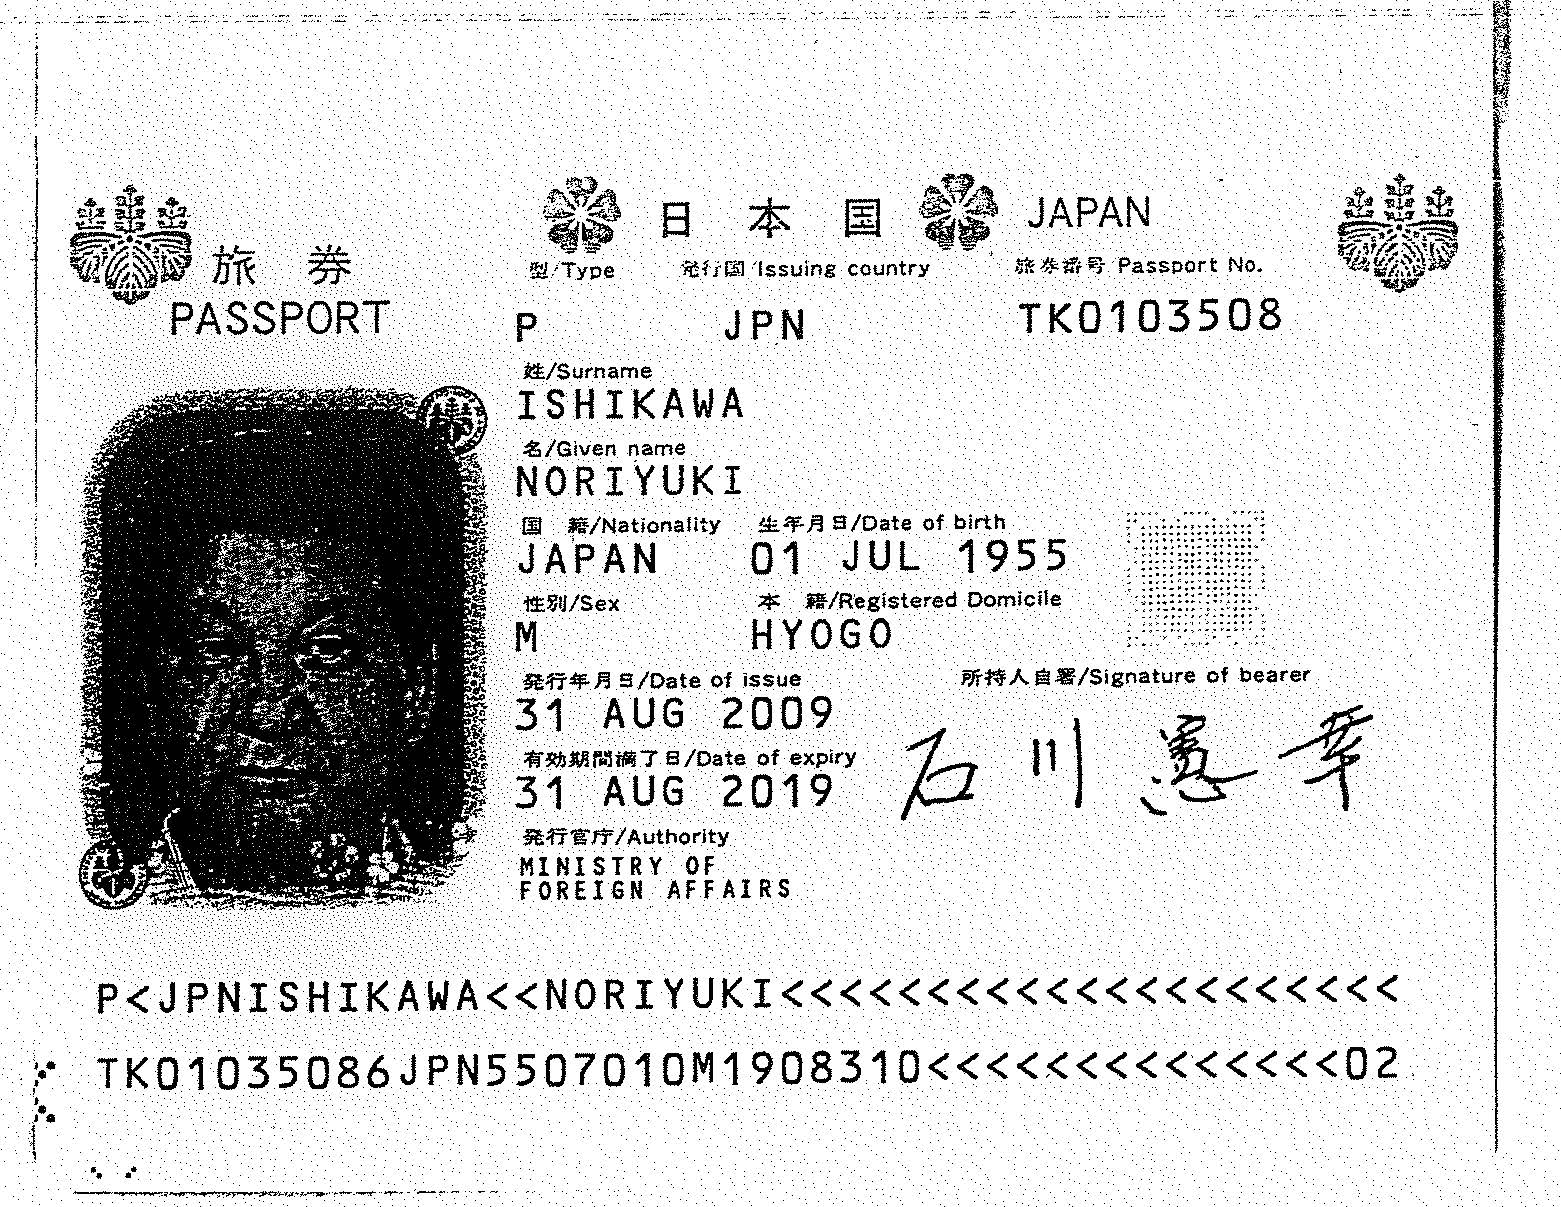 旅 券
PASSPORT
日 本 国 JAPAN
型/Type 発行国/Issuing country 旅券番号/Passport No.
P JPN TK0103508
姓/Surname
ISHIKAWA
名/Given name
NORIYUKI
国 籍/Nationality 生年月日/Date of birth
JAPAN 01 JUL 1955
性別/Sex 本 籍/Registered Domicile
M HYOGO
発行年月日/Date of issue 所持人自署/Signature of bearer
31 AUG 2009
石川憲幸
有効期間満了日/Date of expiry
31 AUG 2019
発行官庁/Authority
MINISTRY OF
FOREIGN AFFAIRS
P<JPNISHIKAWA<<NORIYUKI<<<<<<<<<<<<<<<<<<<<<
TK01035086JPN5507010M1908310<<<<<<<<<<<<<<02